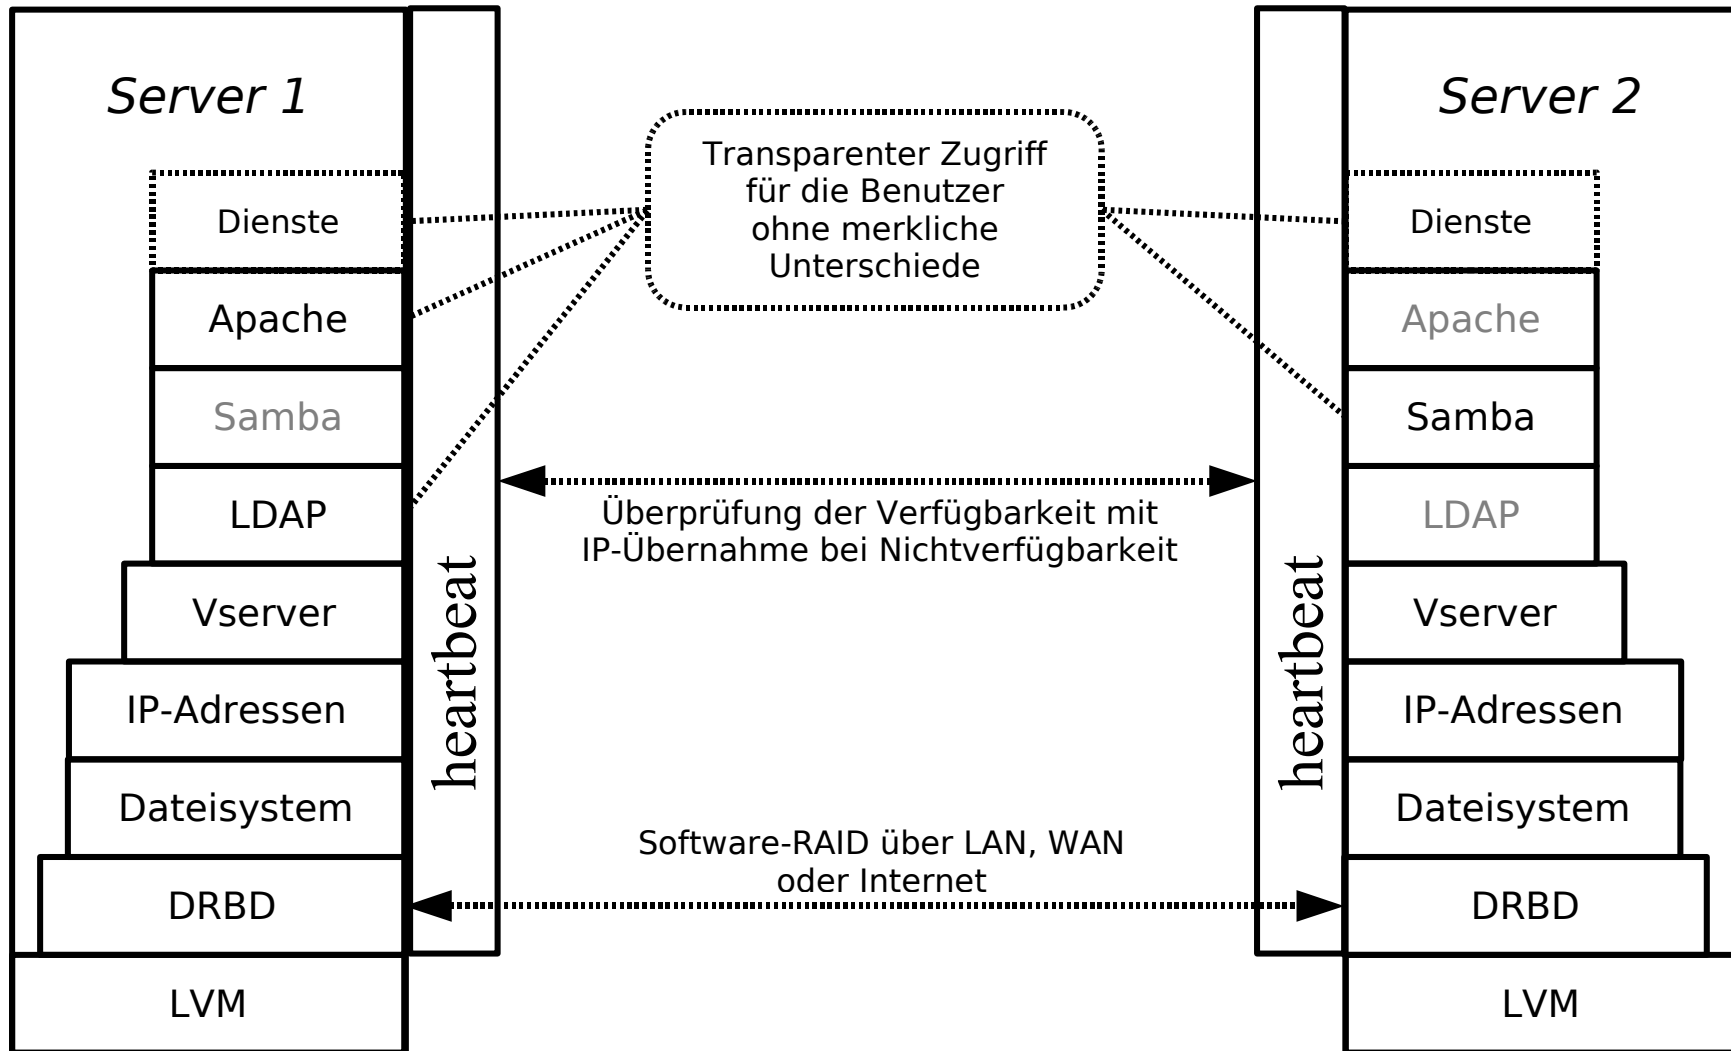 Server 1
Dienste
Apache
Samba
LDAP
Vserver
IP-Adressen
Dateisystem
DRBD
LVM
heartbeat
Transparenter Zugriff
für die Benutzer
ohne merkliche
Unterschiede
Überprüfung der Verfügbarkeit mit
IP-Übernahme bei Nichtverfügbarkeit
Software-RAID über LAN, WAN
oder Internet
heartbeat
Server 2
Dienste
Apache
Samba
LDAP
Vserver
IP-Adressen
Dateisystem
DRBD
LVM